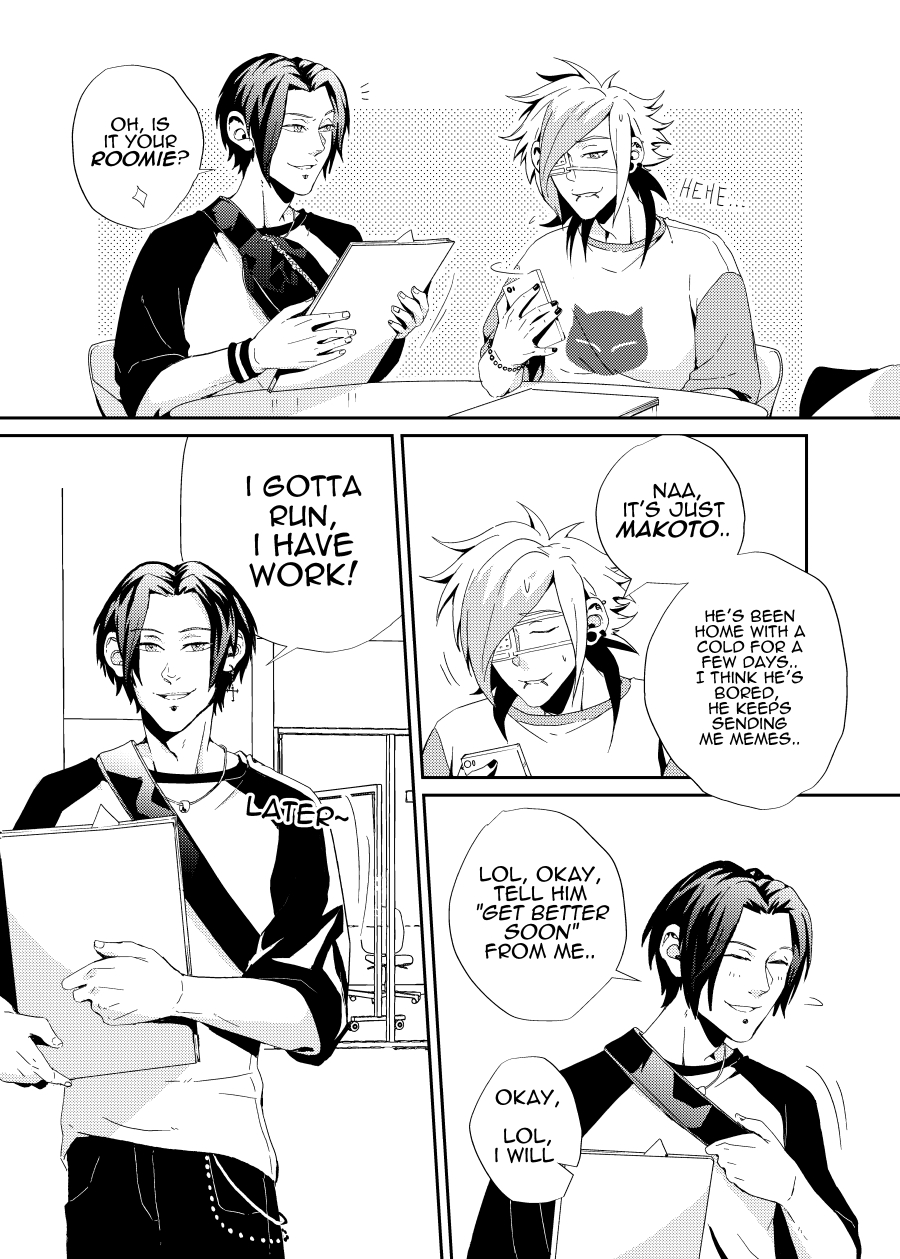 OH, IS
IT YOUR
ROOMIE?
HEHE...
NAA,
IT'S JUST
MAKOTO..
HE'S BEEN
HOME WITH A
COLD FOR A
FEW DAYS..
I THINK HE'S
BORED,
HE KEEPS
SENDING
ME MEMES..
LOL, OKAY,
TELL HIM
"GET BETTER
SOON"
FROM ME..
OKAY,
LOL,
I WILL
I GOTTA
RUN,
I HAVE
WORK!
LATER~